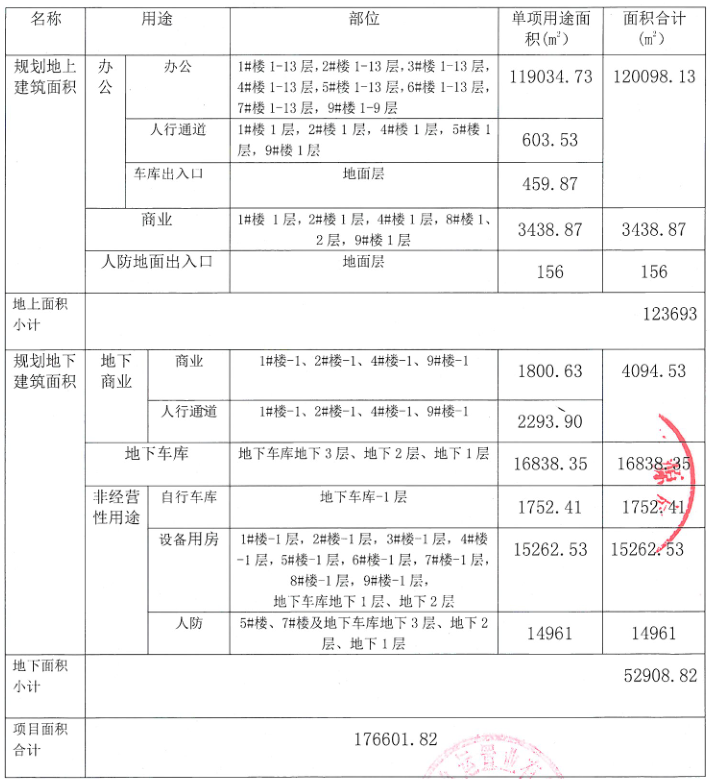 名称 用途 部位 单项用途面积(㎡) 面积合计(㎡)
规划地上建筑面积 办公 办公 1#楼 1-13 层,2#楼 1-13 层,3#楼 1-13 层,
4#楼 1-13 层,5#楼 1-13 层,6#楼 1-13 层,
7#楼 1-13 层, 9#楼 1-9 层 119034.73 120098.13
人行通道 1#楼 1 层, 2#楼 1 层, 4#楼 1 层, 5#楼 1
层, 9#楼 1 层 603.53
车库出入口 地面层 459.87
商业 1#楼 1 层, 2#楼 1 层, 4#楼 1 层, 8#楼 1、
2 层, 9#楼 1 层 3438.87 3438.87
人防地面出入口 地面层 156 156
地上面积
小计 123693
规划地下建筑面积 地下商业 商业 1#楼-1、2#楼-1、4#楼-1、9#楼-1 1800.63 4094.53
人行通道 1#楼-1、2#楼-1、4#楼-1、9#楼-1 2293.90
地下车库 地下车库地下 3 层、地下 2 层、地下 1 层 16838.35 16838.35
非经营性用途 自行车库 地下车库-1 层 1752.41 1752.41
设备用房 1#楼-1 层, 2#楼-1 层, 3#楼-1 层, 4#楼
-1 层, 5#楼-1 层, 6#楼-1 层, 7#楼-1 层,
8#楼-1 层, 9#楼-1 层,
地下车库地下 1 层、地下 2 层 15262.53 15262.53
人防 5#楼、7#楼及地下车库地下 3 层、地下 2
层、地下 1 层 14961 14961
地下面积
小计 52908.82
项目面积
合计 176601.82
置业有